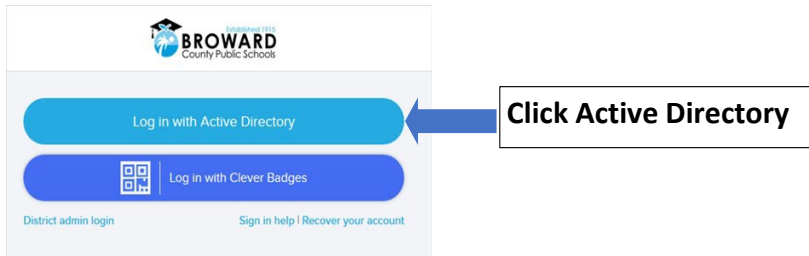 Established 1915
BROWARD
County Public Schools
Log in with Active Directory
Click Active Directory
Log in with Clever Badges
District admin login
Sign in help | Recover your account